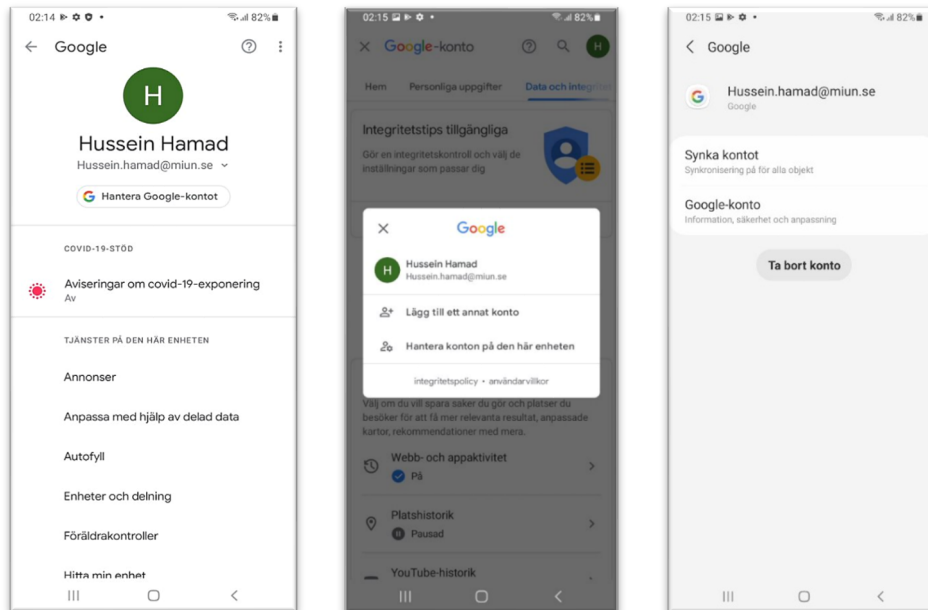 02:14
82%
Google
H
Hussein Hamad
Hussein.hamad@miun.se
G Hantera Google-kontot
COVID-19-STÖD
Aviseringar om covid-19-exponering
Av
TJÄNSTER PÅ DEN HÄR ENHETEN
Annonser
Anpassa med hjälp av delad data
Autofyll
Enheter och delning
Föräldrakontroller
Hitta min enhet
02:15
82%
Google-konto
H
Hem Personliga uppgifter Data och integritet
Integritetstips tillgängliga
Gör en integritetskontroll och välj de
inställningar som passar dig
Google
H
Hussein Hamad
Hussein.hamad@miun.se
Lägg till ett annat konto
Hantera konton på den här enheten
integritetspolicy • användarvillkor
Välj om du vill spara saker du gör och platser du
besöker för att få mer relevanta resultat, anpassade
kartor, rekommendationer med mera.
Webb- och appaktivitet
På
Platshistorik
Pausad
YouTube-historik
02:15
82%
Google
G
Hussein.hamad@miun.se
Google
Synka kontot
Synkronisering på för alla objekt
Google-konto
Information, säkerhet och anpassning
Ta bort konto